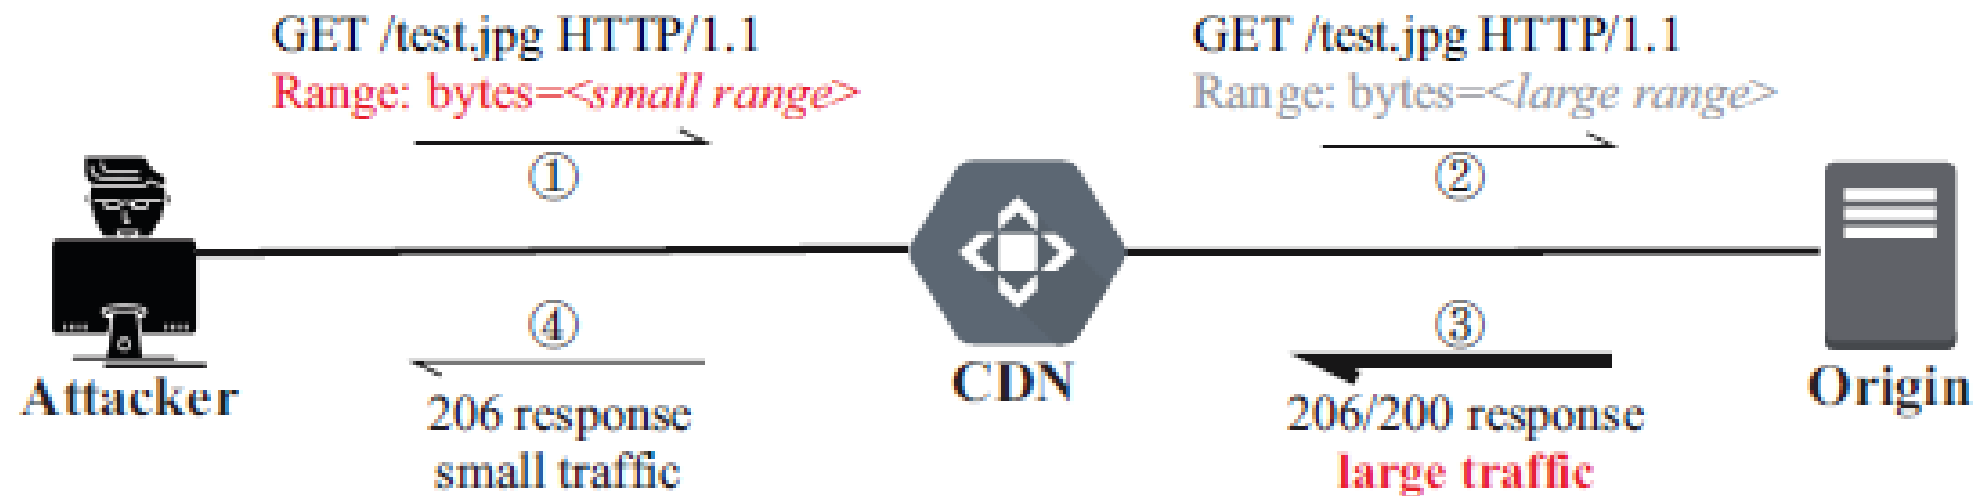 GET /test.jpg HTTP/1.1
Range: bytes=<small range>
①
GET /test.jpg HTTP/1.1
Range: bytes=<large range>
②
④
③
Attacker
CDN
Origin
206 response
small traffic
206/200 response
large traffic